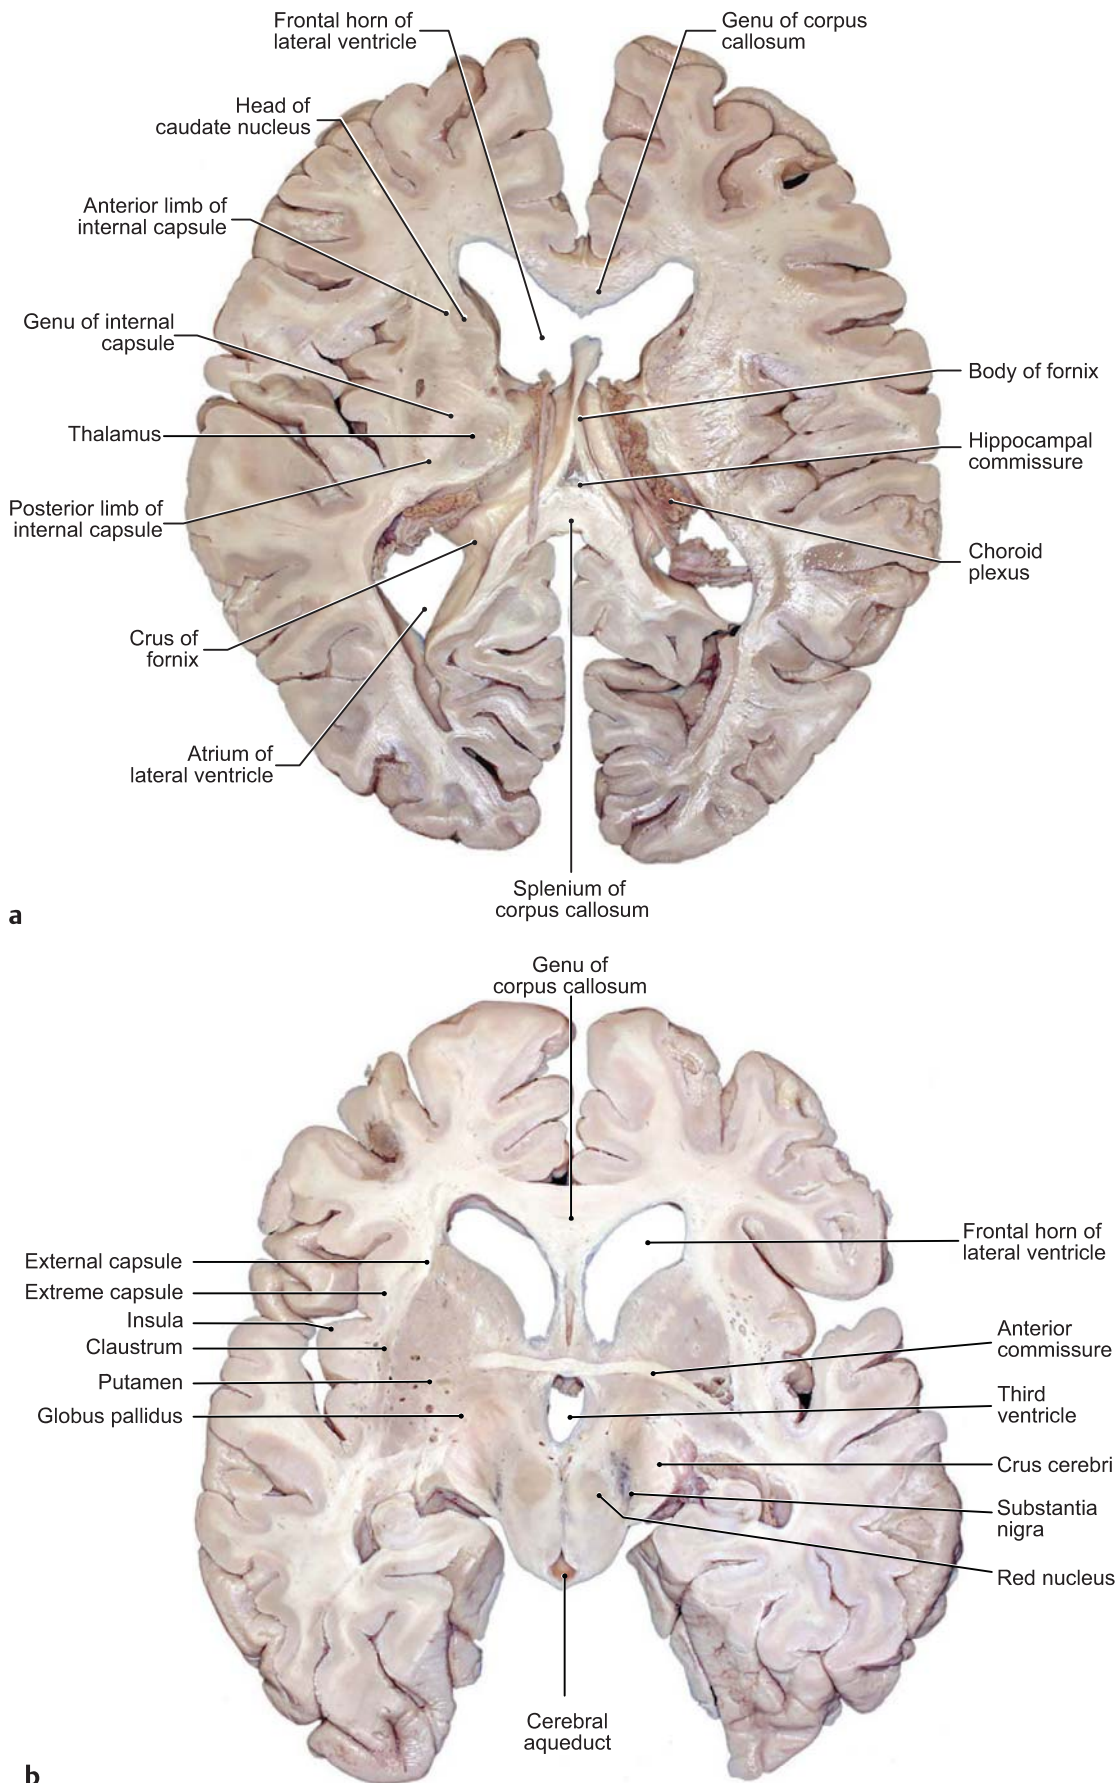 Frontal horn of
lateral ventricle
Genu of corpus
callosum
Head of
caudate nucleus
Anterior limb of
internal capsule
Genu of internal
capsule
Thalamus
Posterior limb of
internal capsule
Crus of
fornix
Atrium of
lateral ventricle
Body of fornix
Hippocampal
commissure
Choroid
plexus
Splenium of
corpus callosum
a
Genu of
corpus callosum
External capsule
Extreme capsule
Insula
Claustrum
Putamen
Globus pallidus
Frontal horn of
lateral ventricle
Anterior
commissure
Third
ventricle
Crus cerebri
Substantia
nigra
Red nucleus
Cerebral
aqueduct
b